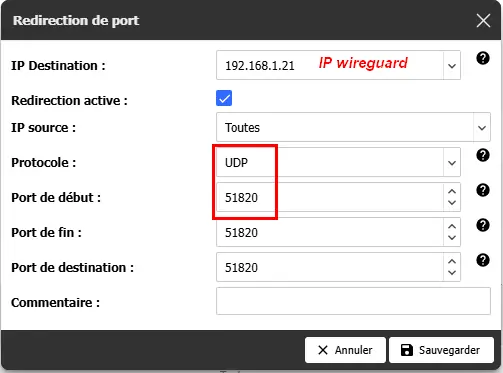 Redirection de port
IP Destination : 192.168.1.21 IP wireguard
Redirection active :
IP source : Toutes
Protocole : UDP
Port de début : 51820
Port de fin : 51820
Port de destination : 51820
Commentaire :
Annuler Sauvegarder